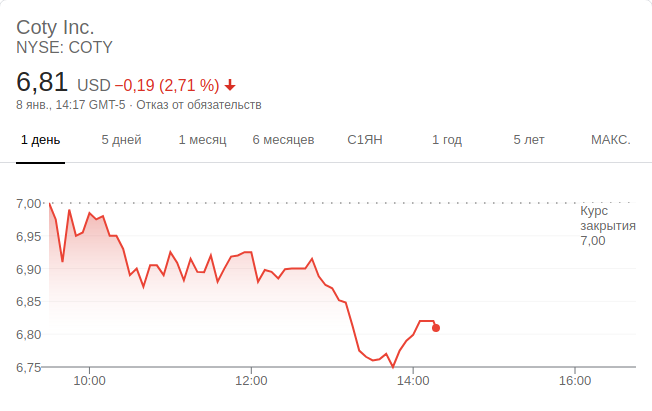 Coty Inc.
NYSE: COTY
6,81 USD −0,19 (2,71 %)
8 янв., 14:17 GMT-5 · Отказ от обязательств
1 день 5 дней 1 месяц 6 месяцев С1ЯН 1 год 5 лет МАКС.
7,00
Курс
закрытия
7,00
6,95
6,90
6,85
6,80
6,75
10:00 12:00 14:00 16:00